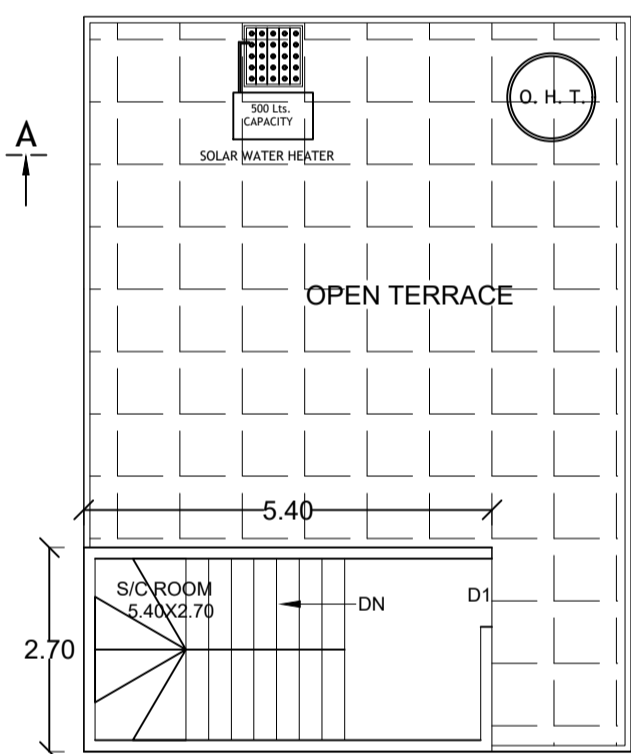 500 Lts.
CAPACITY
O. H. T.
A
SOLAR WATER HEATER
OPEN TERRACE
5.40
S/C ROOM
5.40X2.70
DN
D1
2.70